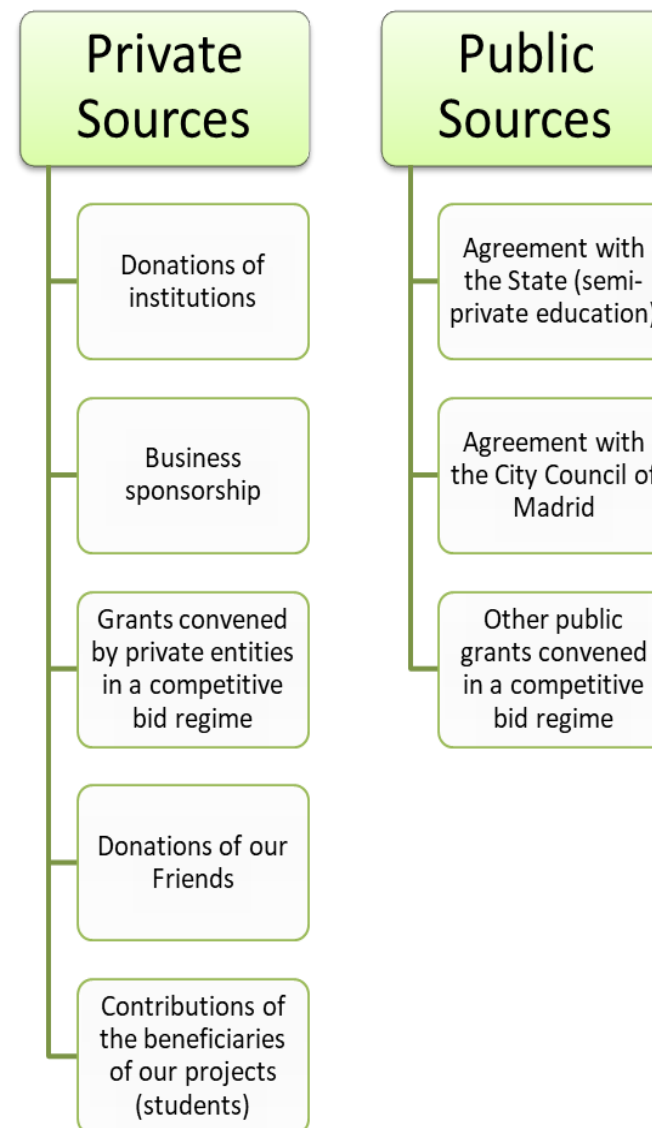 Private
Sources
Donations of
institutions
Business
sponsorship
Grants convened
by private entities
in a competitive
bid regime
Donations of our
Friends
Contributions of
the beneficiaries
of our projects
(students)
Public
Sources
Agreement with
the State (semi-
private education)
Agreement with
the City Council of
Madrid
Other public
grants convened
in a competitive
bid regime